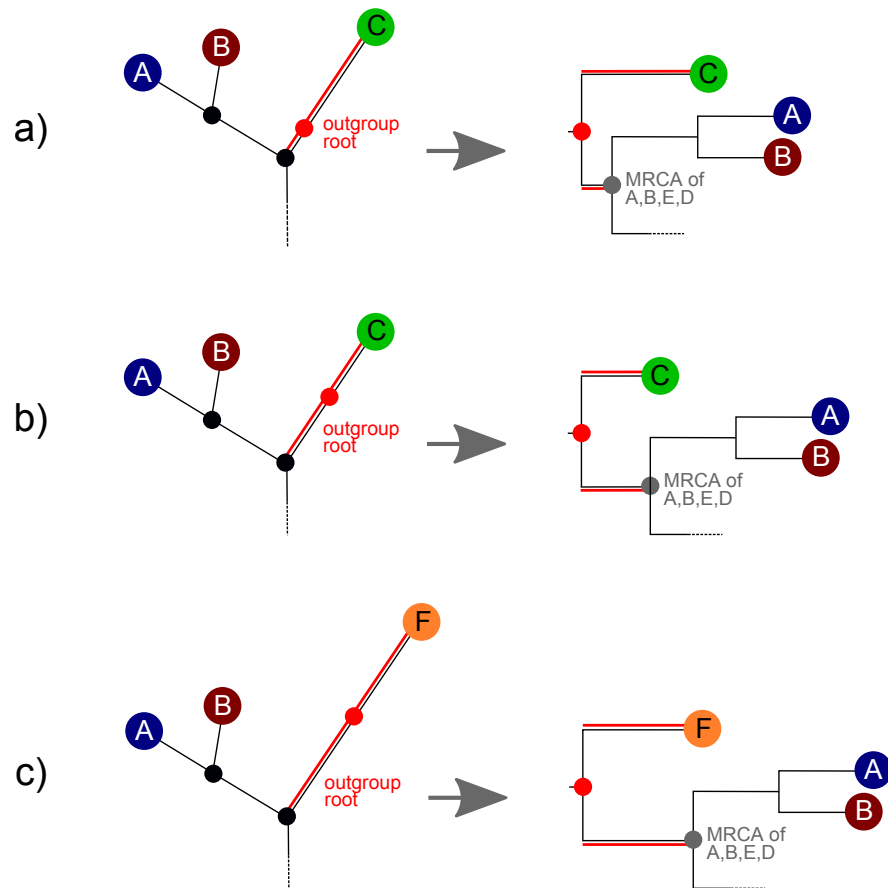 a)
A
B
C
outgroup
root
C
A
B
MRCA of
A,B,E,D
b)
A
B
C
outgroup
root
C
A
B
MRCA of
A,B,E,D
c)
A
B
F
outgroup
root
F
A
B
MRCA of
A,B,E,D